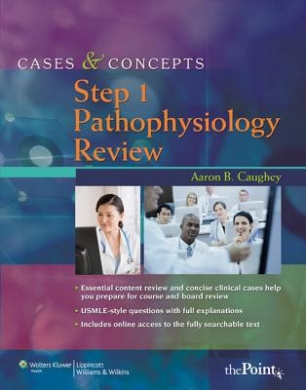 CASES & CONCEPTS
Step 1
Pathophysiology
Review
Aaron B. Caughey
• Essential content review and concise clinical cases help
you prepare for course and board review
• USMLE-style questions with full explanations
• Includes online access to the fully searchable text
Wolters Kluwer
Lippincott
Williams & Wilkins
thePoint